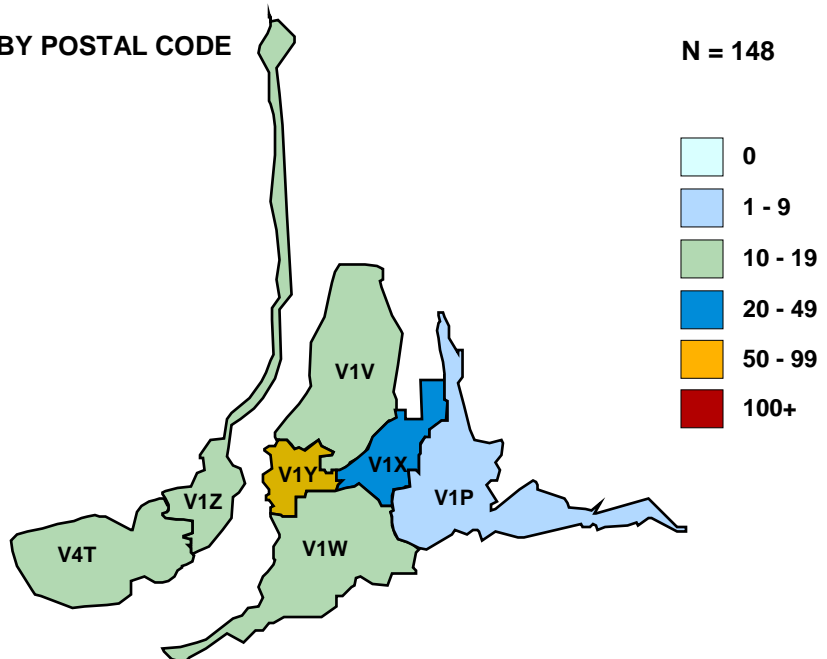 BY POSTAL CODE
N = 148
0
1 - 9
10 - 19
20 - 49
50 - 99
100+
V1V
V1Y
V1X
V1Z
V1P
V4T
V1W